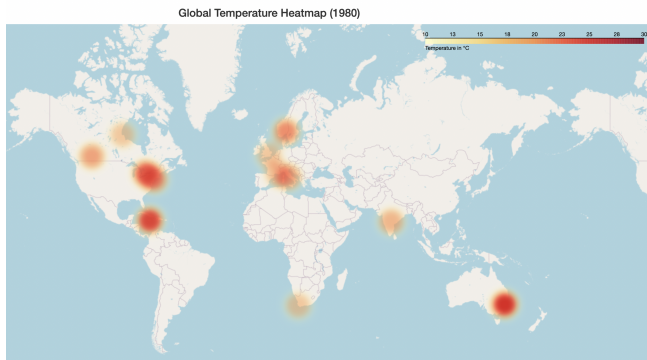 Global Temperature Heatmap (1980)
10 13 15 18 20 23 25 28 30
Temperature in °C